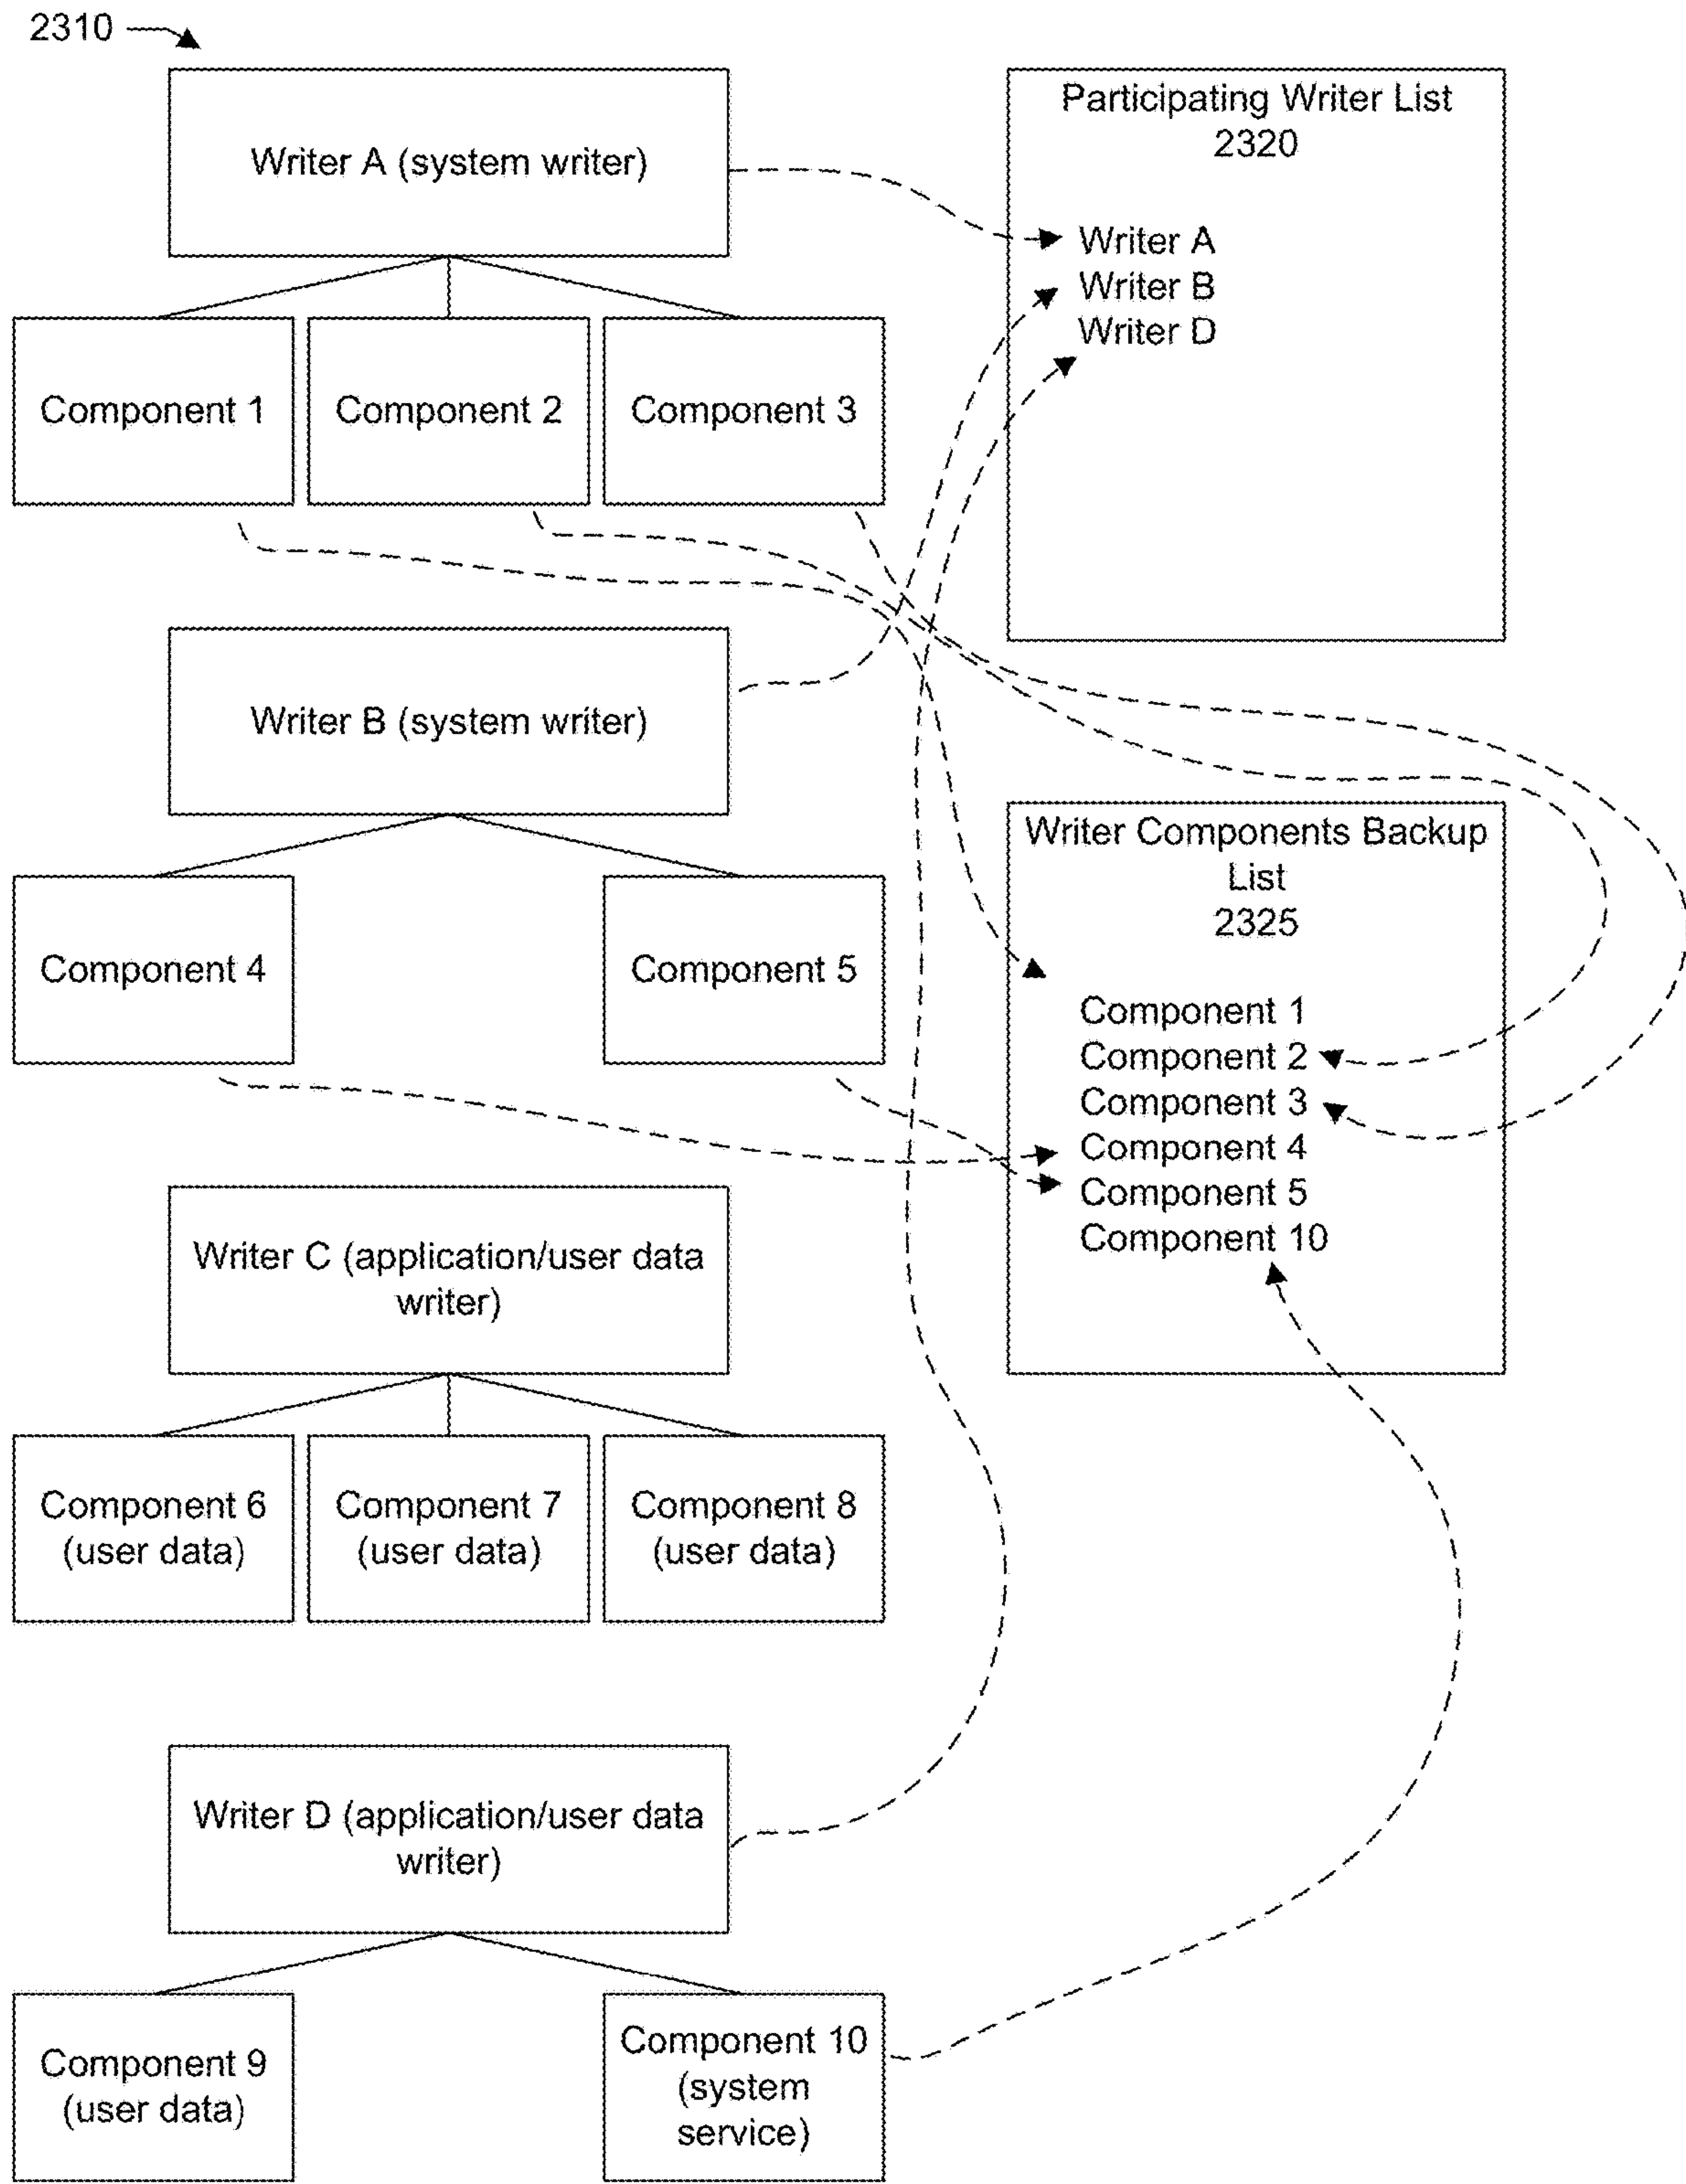 2310
Writer A (system writer)
Component 1
Component 2
Component 3
Writer B (system writer)
Component 4
Component 5
Writer C (application/user data
writer)
Component 6
(user data)
Component 7
(user data)
Component 8
(user data)
Writer D (application/user data
writer)
Component 9
(user data)
Component 10
(system
service)
Participating Writer List
2320
Writer A
Writer B
Writer D
Writer Components Backup
List
2325
Component 1
Component 2
Component 3
Component 4
Component 5
Component 10